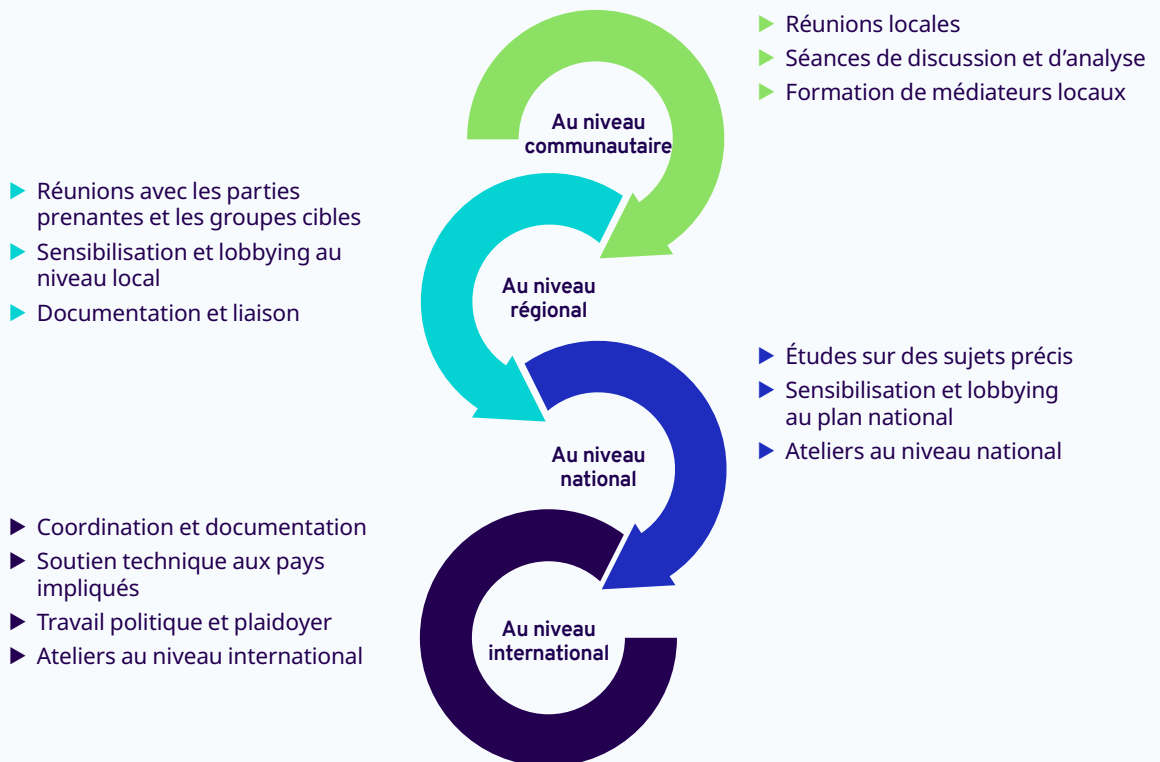 Réunions locales
Séances de discussion et d'analyse
Formation de médiateurs locaux
Au niveau
communautaire
Réunions avec les parties
prenantes et les groupes cibles
Sensibilisation et lobbying au
niveau local
Documentation et liaison
Au niveau
régional
Études sur des sujets précis
Sensibilisation et lobbying
au plan national
Ateliers au niveau national
Au niveau
national
Coordination et documentation
Soutien technique aux pays
impliqués
Travail politique et plaidoyer
Ateliers au niveau international
Au niveau
international